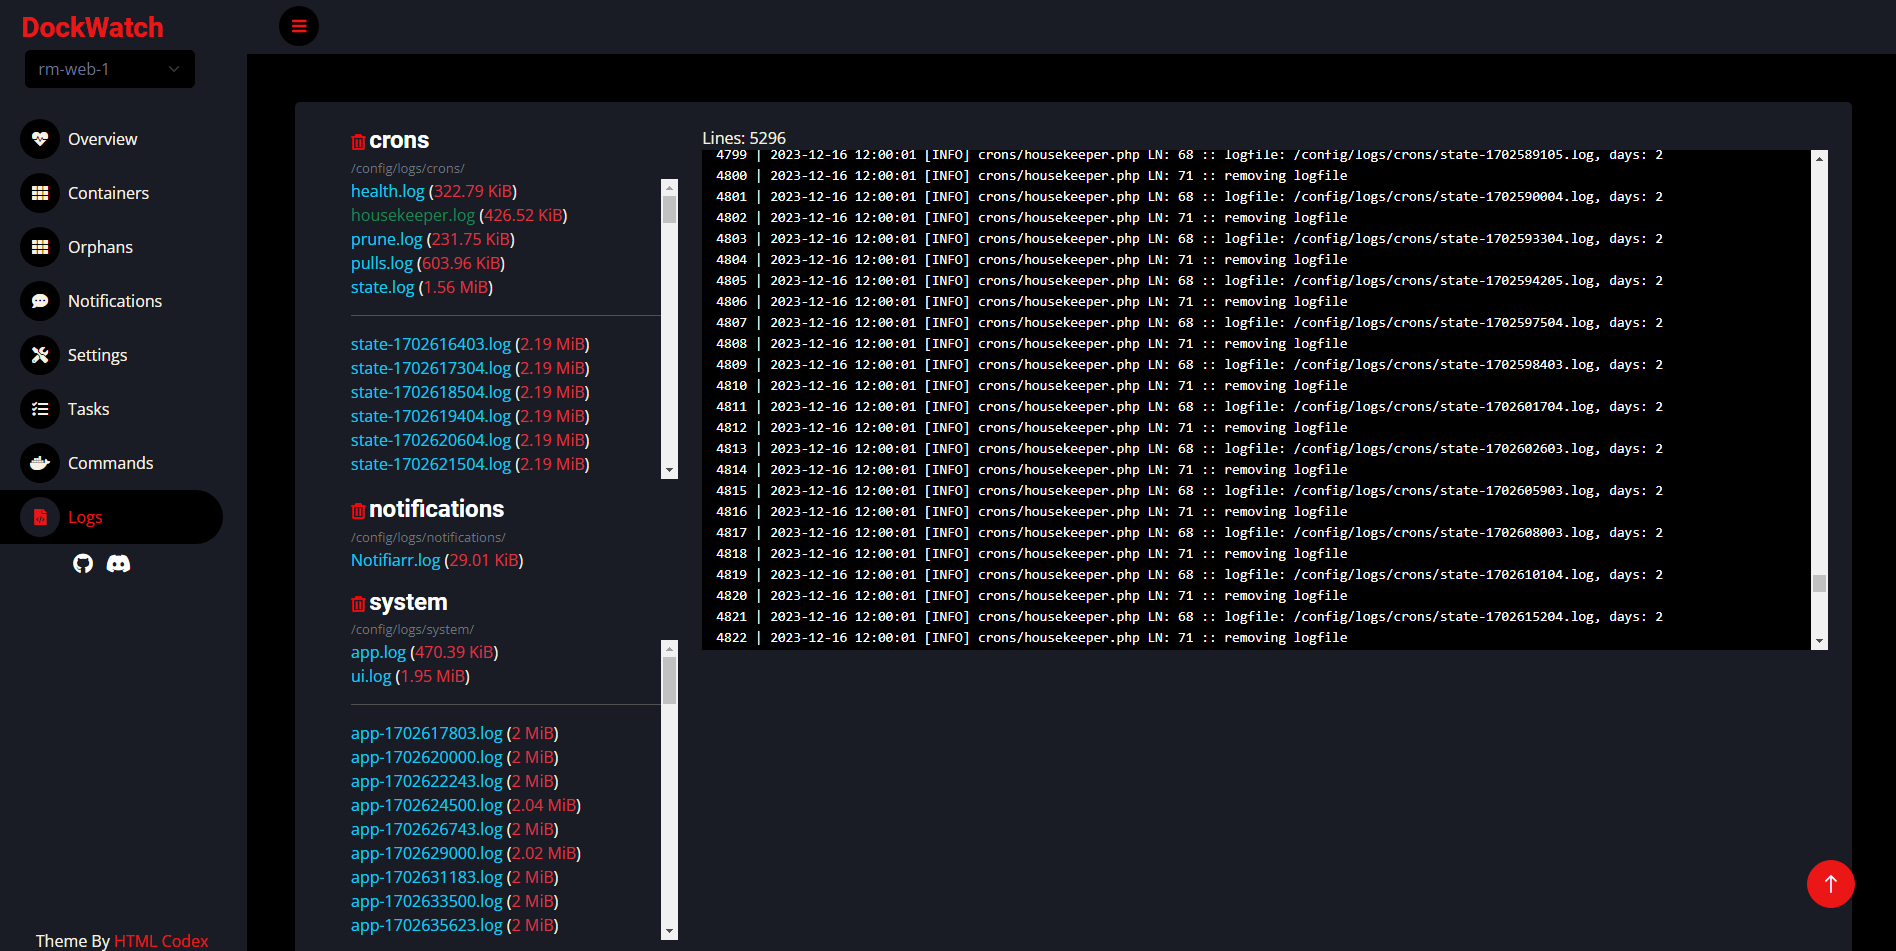 DockWatch
rm-web-1
Overview
Containers
Orphans
Notifications
Settings
Tasks
Commands
Logs
Theme By HTML Codex
crons
/config/logs/crons/
health.log (322.79 KiB)
housekeeper.log (426.52 KiB)
prune.log (231.75 KiB)
pulls.log (603.96 KiB)
state.log (1.56 MiB)
state-1702616403.log (2.19 MiB)
state-1702617304.log (2.19 MiB)
state-1702618504.log (2.19 MiB)
state-1702619404.log (2.19 MiB)
state-1702620604.log (2.19 MiB)
state-1702621504.log (2.19 MiB)
notifications
/config/logs/notifications/
Notifiarr.log (29.01 KiB)
system
/config/logs/system/
app.log (470.39 KiB)
ui.log (1.95 MiB)
app-1702617803.log (2 MiB)
app-1702620000.log (2 MiB)
app-1702622243.log (2 MiB)
app-1702624500.log (2.04 MiB)
app-1702626743.log (2 MiB)
app-1702629000.log (2.02 MiB)
app-1702631183.log (2 MiB)
app-1702633500.log (2 MiB)
app-1702635623.log (2 MiB)
Lines: 5296
4799 | 2023-12-16 12:00:01 [INFO] crons/housekeeper.php LN: 68 :: logfile: /config/logs/crons/state-1702589105.log, days: 2
4800 | 2023-12-16 12:00:01 [INFO] crons/housekeeper.php LN: 71 :: removing logfile
4801 | 2023-12-16 12:00:01 [INFO] crons/housekeeper.php LN: 68 :: logfile: /config/logs/crons/state-1702590004.log, days: 2
4802 | 2023-12-16 12:00:01 [INFO] crons/housekeeper.php LN: 71 :: removing logfile
4803 | 2023-12-16 12:00:01 [INFO] crons/housekeeper.php LN: 68 :: logfile: /config/logs/crons/state-1702593304.log, days: 2
4804 | 2023-12-16 12:00:01 [INFO] crons/housekeeper.php LN: 71 :: removing logfile
4805 | 2023-12-16 12:00:01 [INFO] crons/housekeeper.php LN: 68 :: logfile: /config/logs/crons/state-1702594205.log, days: 2
4806 | 2023-12-16 12:00:01 [INFO] crons/housekeeper.php LN: 71 :: removing logfile
4807 | 2023-12-16 12:00:01 [INFO] crons/housekeeper.php LN: 68 :: logfile: /config/logs/crons/state-1702597504.log, days: 2
4808 | 2023-12-16 12:00:01 [INFO] crons/housekeeper.php LN: 71 :: removing logfile
4809 | 2023-12-16 12:00:01 [INFO] crons/housekeeper.php LN: 68 :: logfile: /config/logs/crons/state-1702598403.log, days: 2
4810 | 2023-12-16 12:00:01 [INFO] crons/housekeeper.php LN: 71 :: removing logfile
4811 | 2023-12-16 12:00:01 [INFO] crons/housekeeper.php LN: 68 :: logfile: /config/logs/crons/state-1702601704.log, days: 2
4812 | 2023-12-16 12:00:01 [INFO] crons/housekeeper.php LN: 71 :: removing logfile
4813 | 2023-12-16 12:00:01 [INFO] crons/housekeeper.php LN: 68 :: logfile: /config/logs/crons/state-1702602603.log, days: 2
4814 | 2023-12-16 12:00:01 [INFO] crons/housekeeper.php LN: 71 :: removing logfile
4815 | 2023-12-16 12:00:01 [INFO] crons/housekeeper.php LN: 68 :: logfile: /config/logs/crons/state-1702605903.log, days: 2
4816 | 2023-12-16 12:00:01 [INFO] crons/housekeeper.php LN: 71 :: removing logfile
4817 | 2023-12-16 12:00:01 [INFO] crons/housekeeper.php LN: 68 :: logfile: /config/logs/crons/state-1702608003.log, days: 2
4818 | 2023-12-16 12:00:01 [INFO] crons/housekeeper.php LN: 71 :: removing logfile
4819 | 2023-12-16 12:00:01 [INFO] crons/housekeeper.php LN: 68 :: logfile: /config/logs/crons/state-1702610104.log, days: 2
4820 | 2023-12-16 12:00:01 [INFO] crons/housekeeper.php LN: 71 :: removing logfile
4821 | 2023-12-16 12:00:01 [INFO] crons/housekeeper.php LN: 68 :: logfile: /config/logs/crons/state-1702615204.log, days: 2
4822 | 2023-12-16 12:00:01 [INFO] crons/housekeeper.php LN: 71 :: removing logfile